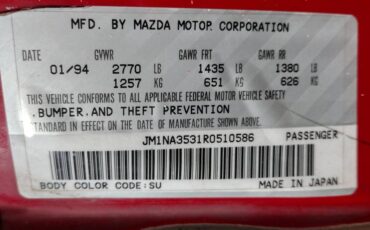 MFD. BY MAZDA MOTOR CORPORATION
DATE GVWR GAWR FRT GAWR RR
01/94 2770 LB 1435 LB 1380 LB
1257 KG 651 KG 626 KG
THIS VEHICLE CONFORMS TO ALL APPLICABLE FEDERAL MOTOR VEHICLE SAFETY
.BUMPER.AND THEFT PREVENTION
STANDARD IN EFFECT ON THE DATE OF MANUFACTURE SHOWN ABOVE.
JM1NA3531R0510586 PASSENGER
BODY COLOR CODE:SU MADE IN JAPAN